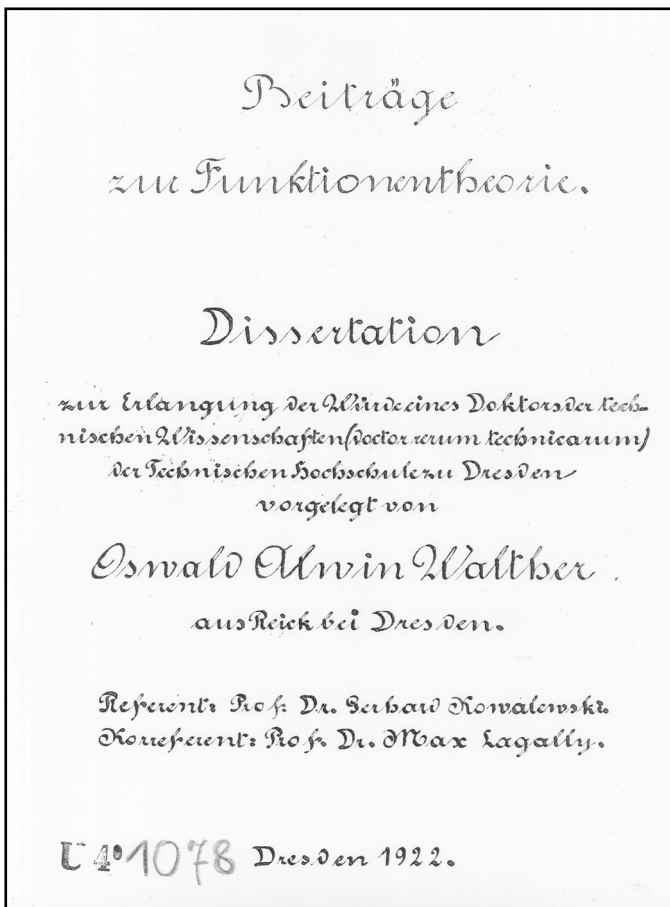 Beiträge
zur Funktionentheorie.
Dissertation
zur Erlangung der Würde eines Doktors der tech-
nischen Wissenschaften (doctor rerum technicarum)
der Technischen Hochschule zu Dresden
vorgelegt von
Oswald Alwin Walther
aus Reick bei Dresden.
Referent: Prof. Dr. Gerhard Kowalewski.
Korreferent: Prof. Dr. Max Lagally.
U 4° 1078 Dresden 1922.